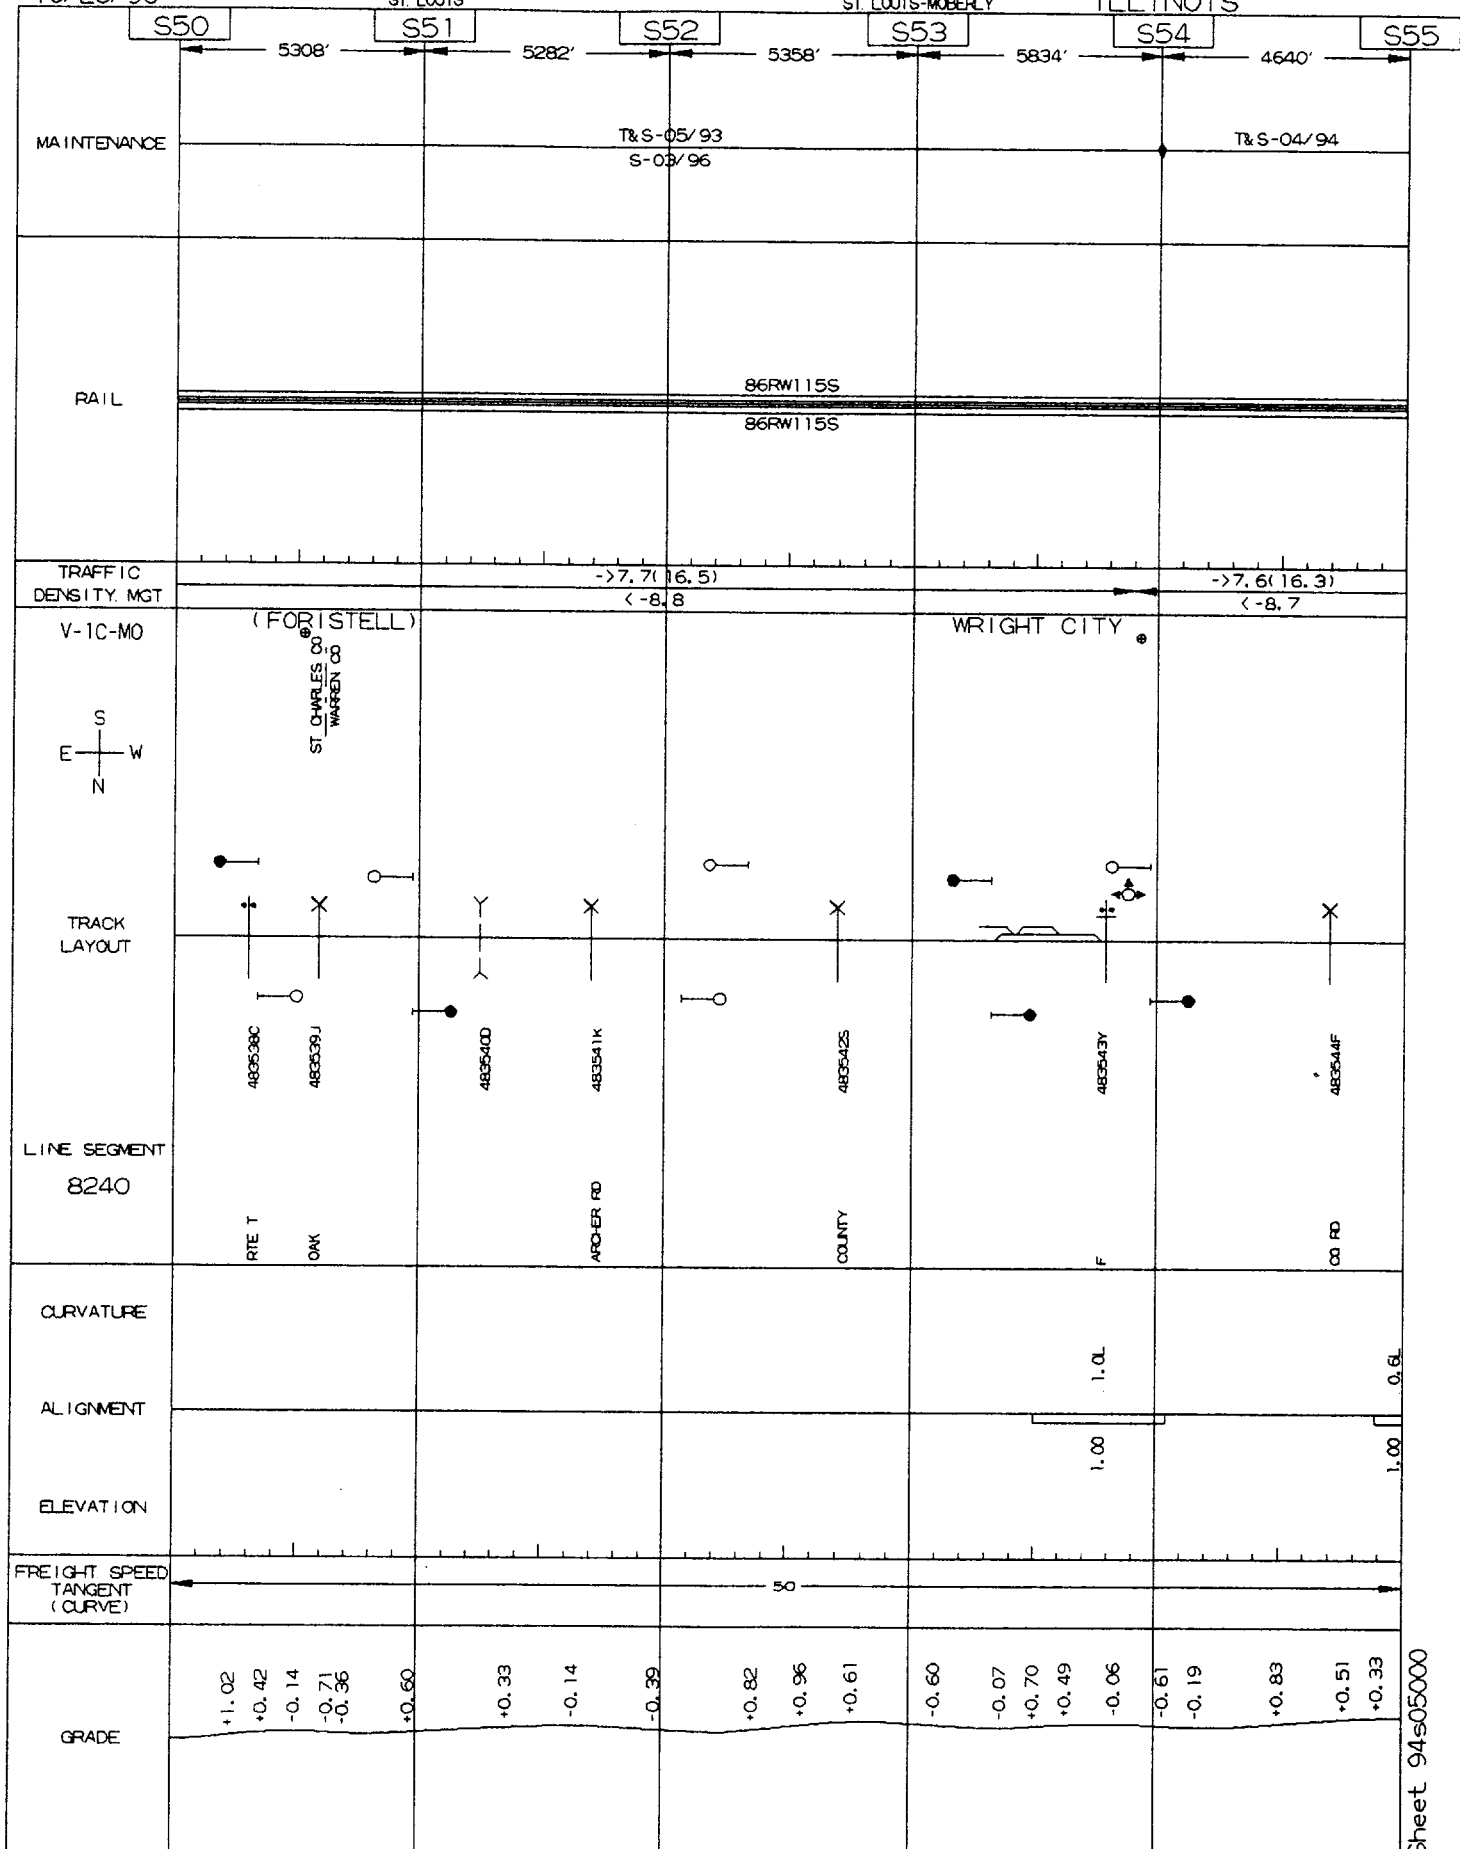 ST. LOUIS ST. LOUIS-MOBERLY ILLINOIS
S50 S51 S52 S53 S54 S55
5308' 5282' 5358' 5834' 4640'
MAINTENANCE T&S-05/93 T&S-04/94
S-03/96
86RW115S
RAIL
86RW115S
TRAFFIC ->7.7(16.5) ->7.6(16.3)
DENSITY. MGT <-8.8 <-8.7
V-1C-MO (FORISTELL) WRIGHT CITY
ST CHARLES CO
WARREN CO
S
E W
N
TRACK
LAYOUT
483538C 483539J 483540D 483541K 483542S 483543Y 483544F
LINE SEGMENT
8240
RTE T OAK ARCHER RD COUNTY F CO RD
CURVATURE
1.0L 0.6L
ALIGNMENT
1.00 1.00
ELEVATION
FREIGHT SPEED
TANGENT 50
(CURVE)
+1.02 +0.42 -0.14 -0.71 -0.36 +0.60 +0.33 -0.14 -0.39 +0.82 +0.96 +0.61 -0.60 -0.07 +0.70 +0.49 -0.06 -0.61 -0.19 +0.83 +0.51 +0.33
GRADE
Sheet 94s05000